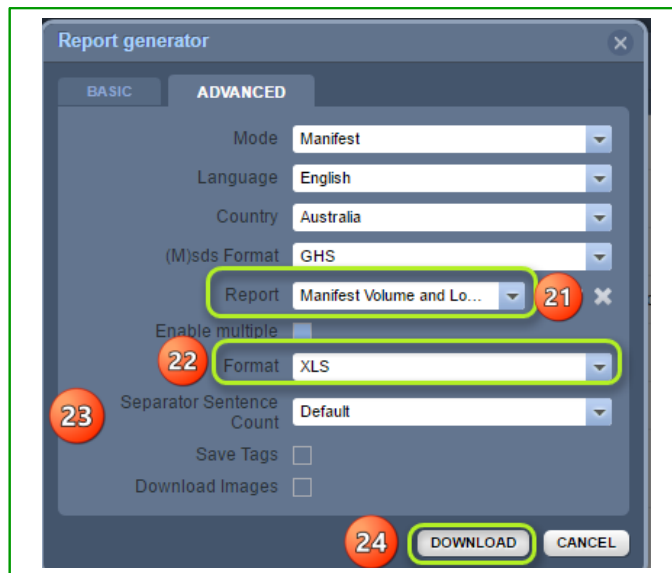 Report generator
BASIC ADVANCED
Mode Manifest
Language English
Country Australia
(M)sds Format GHS
Report Manifest Volume and Lo... 21
Enable multiple
22 Format XLS
23 Separator Sentence
Count Default
Save Tags
Download Images
24 DOWNLOAD CANCEL